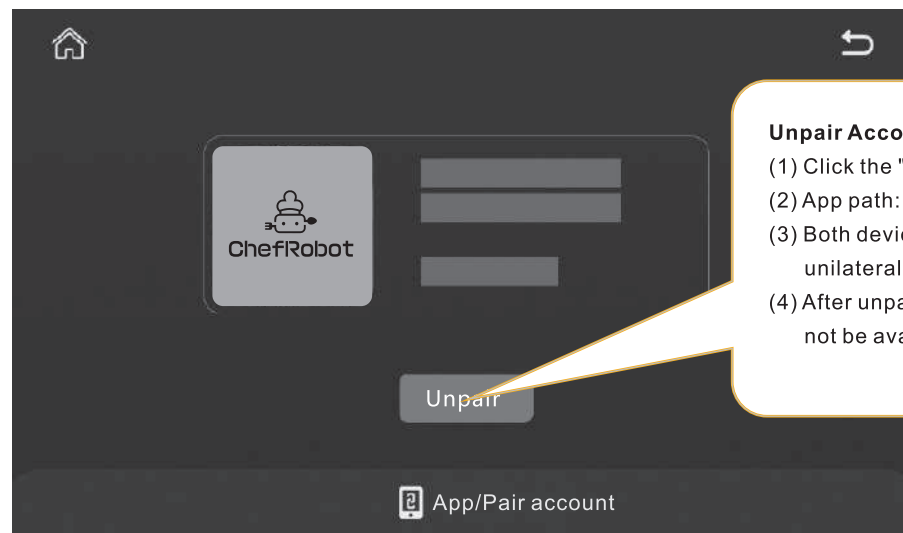 Unpair Acco
(1) Click the "
(2) App path:
(3) Both devi
unilateral
(4) After unpa
not be ava
ChefRobot
Unpair
App/Pair account